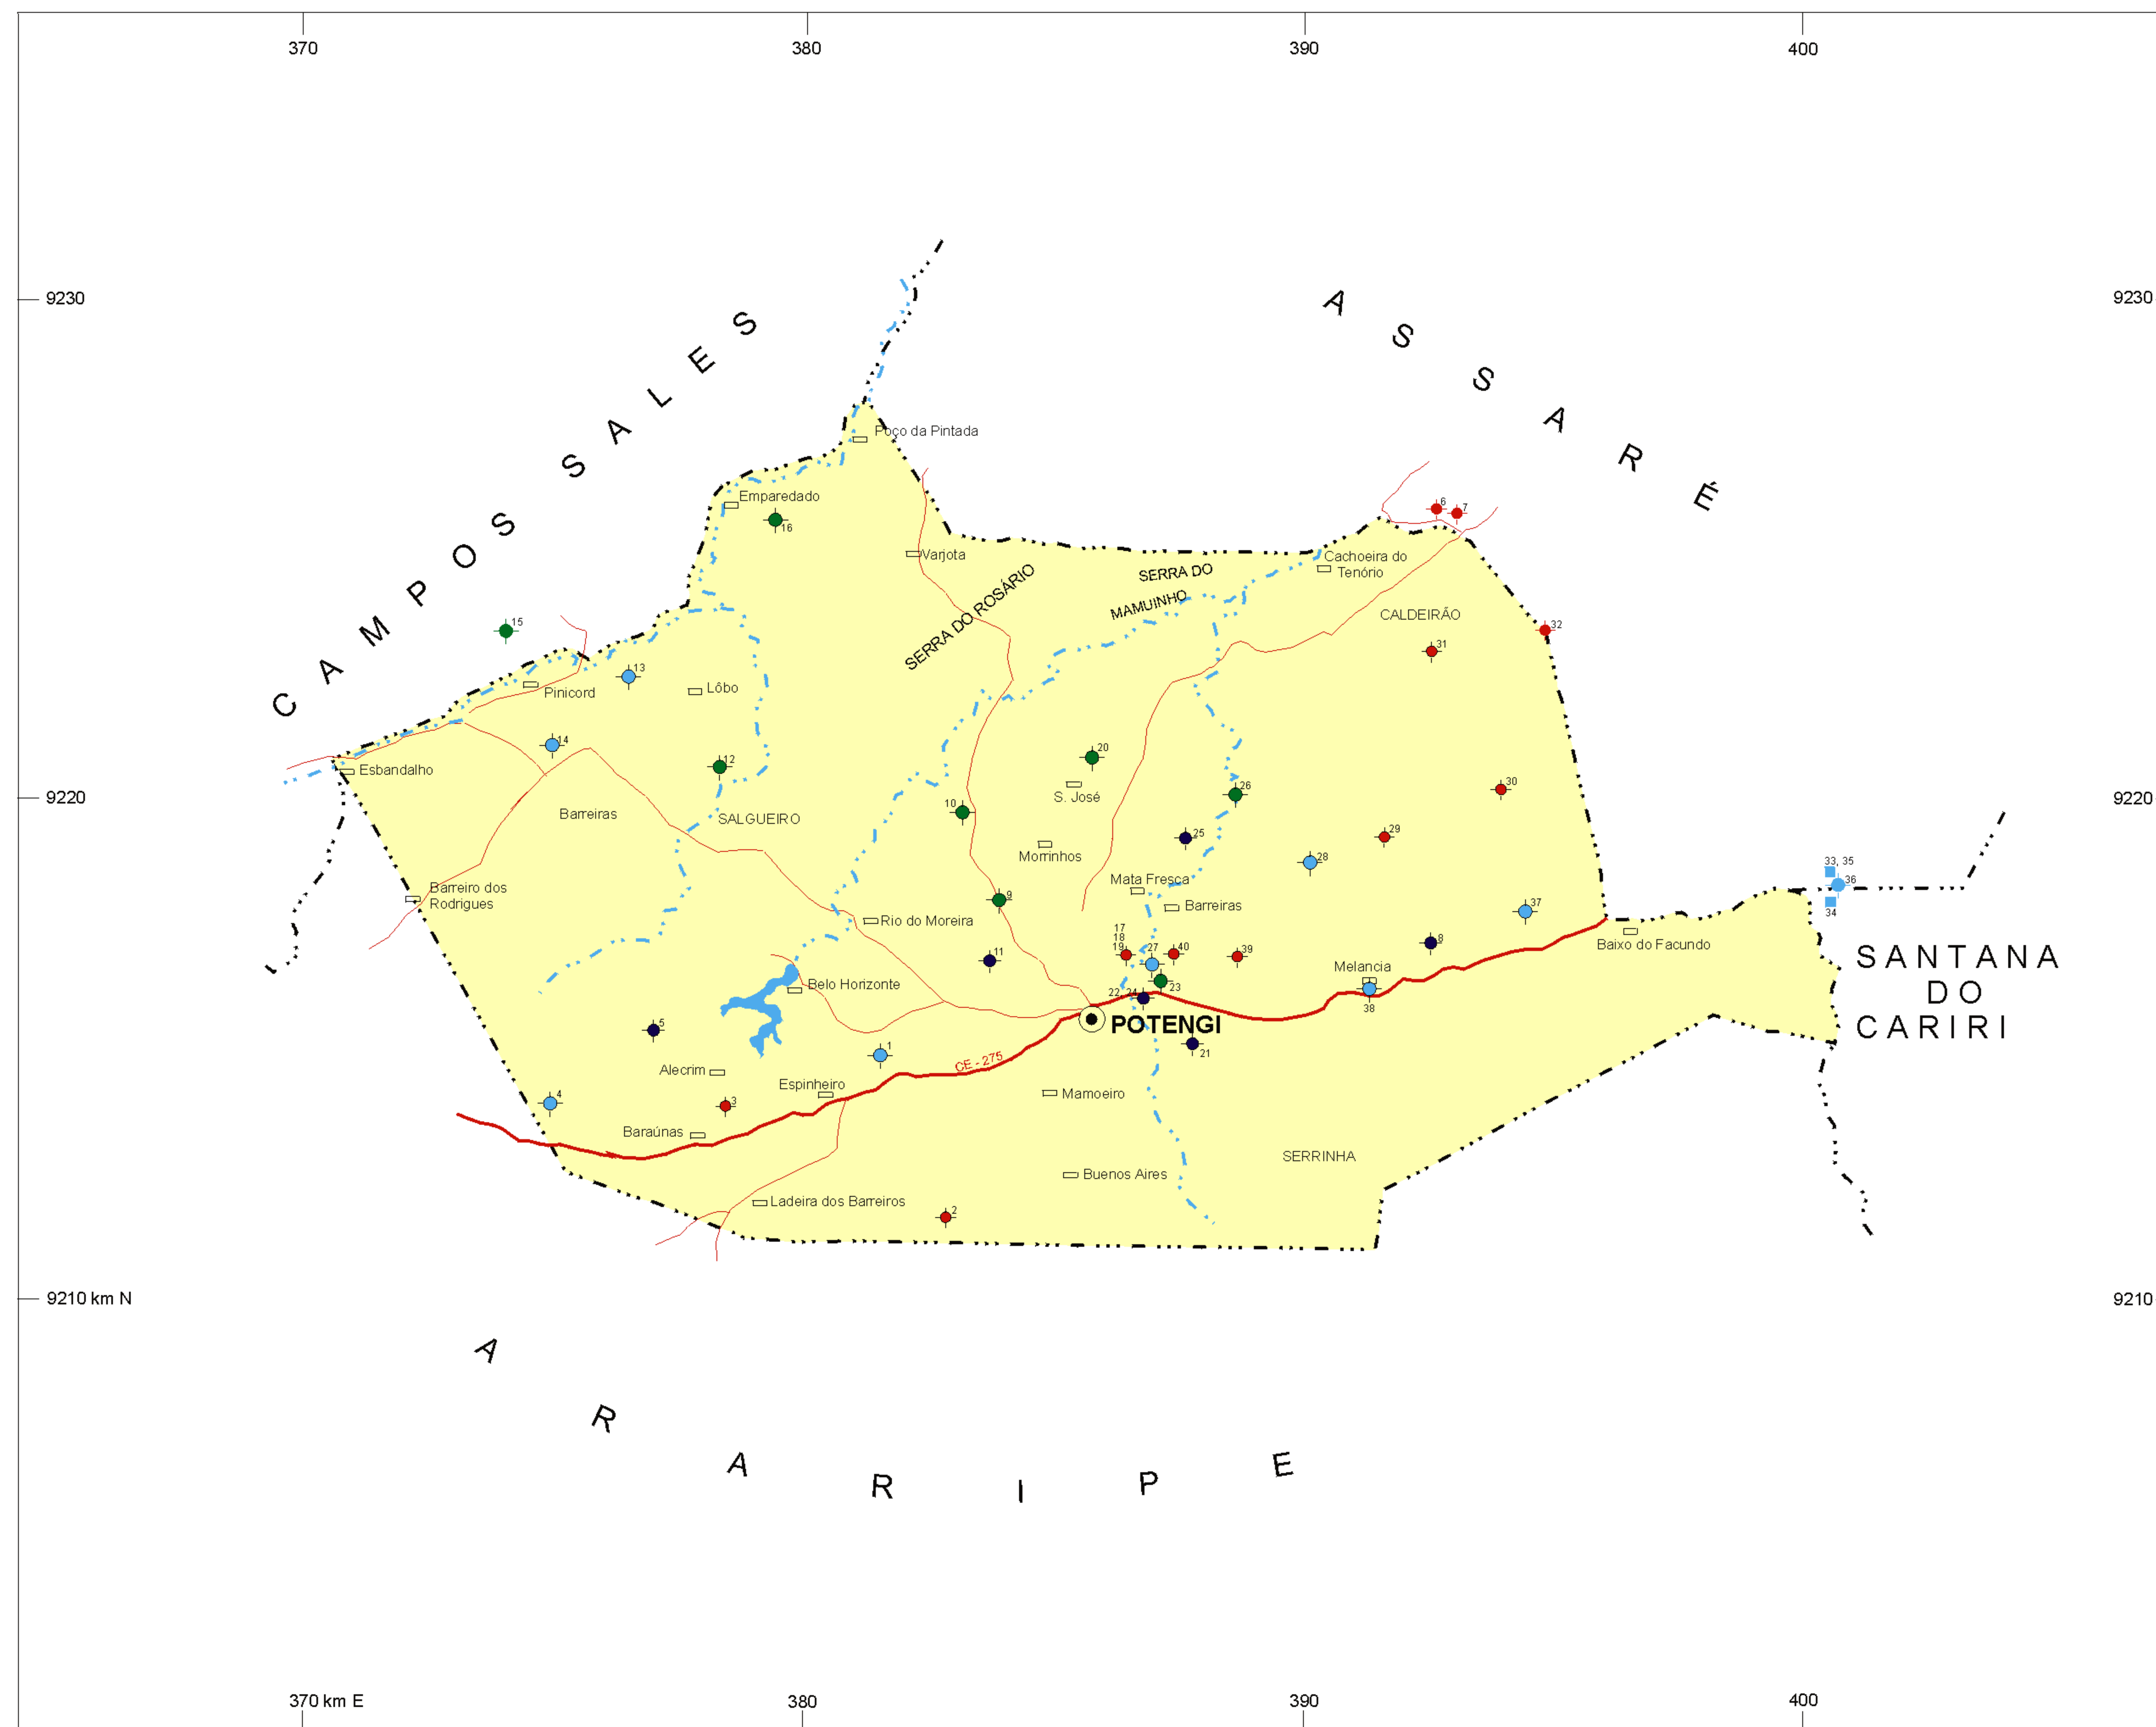 370
380
390
400
9230
9230
CAMPOS SALES
ASSARÉ
Poço da Pintada
Emparedado
16
6
7
Varjota
Cachoeira do
Tenório
SERRA DO
MAMUINHO
SERRA DO ROSÁRIO
CALDEIRÃO
15
32
31
13
Pinicord
Lôbo
14
12
20
Esbandalho
S. José
26
30
9220
9220
10
Barreiras
SALGUEIRO
25
29
Morrinhos
28
33, 35
36
34
Mata Fresca
Barreiro dos
Rodrigues
9
Barreiras
37
Rio do Moreira
17
18
19
27
40
39
8
Baixo do Facundo
11
SANTANA
DO
CARIRI
Melancia
38
Belo Horizonte
23
22
24
POTENGI
5
21
1
CE - 275
Alecrim
Espinheiro
Mamoeiro
4
3
Baraúnas
SERRINHA
Buenos Aires
Ladeira dos Barreiros
2
9210 km N
9210
ARARIPE
370 km E
380
390
400